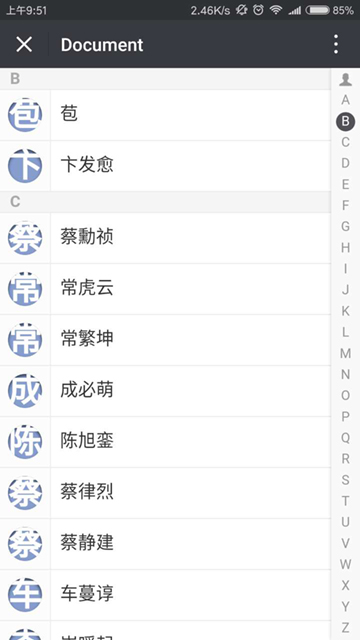 上午9:51 2.46K/s 85%
Document
B
包 苞
卞 卞发愈
C
蔡 蔡勳祯
常 常虎云
常 常繁坤
成 成必萌
陈 陈旭銮
蔡 蔡律烈
蔡 蔡静建
车 车蔓谆
A
B
C
D
E
F
G
H
I
J
K
L
M
N
O
P
Q
R
S
T
U
V
W
X
Y
Z